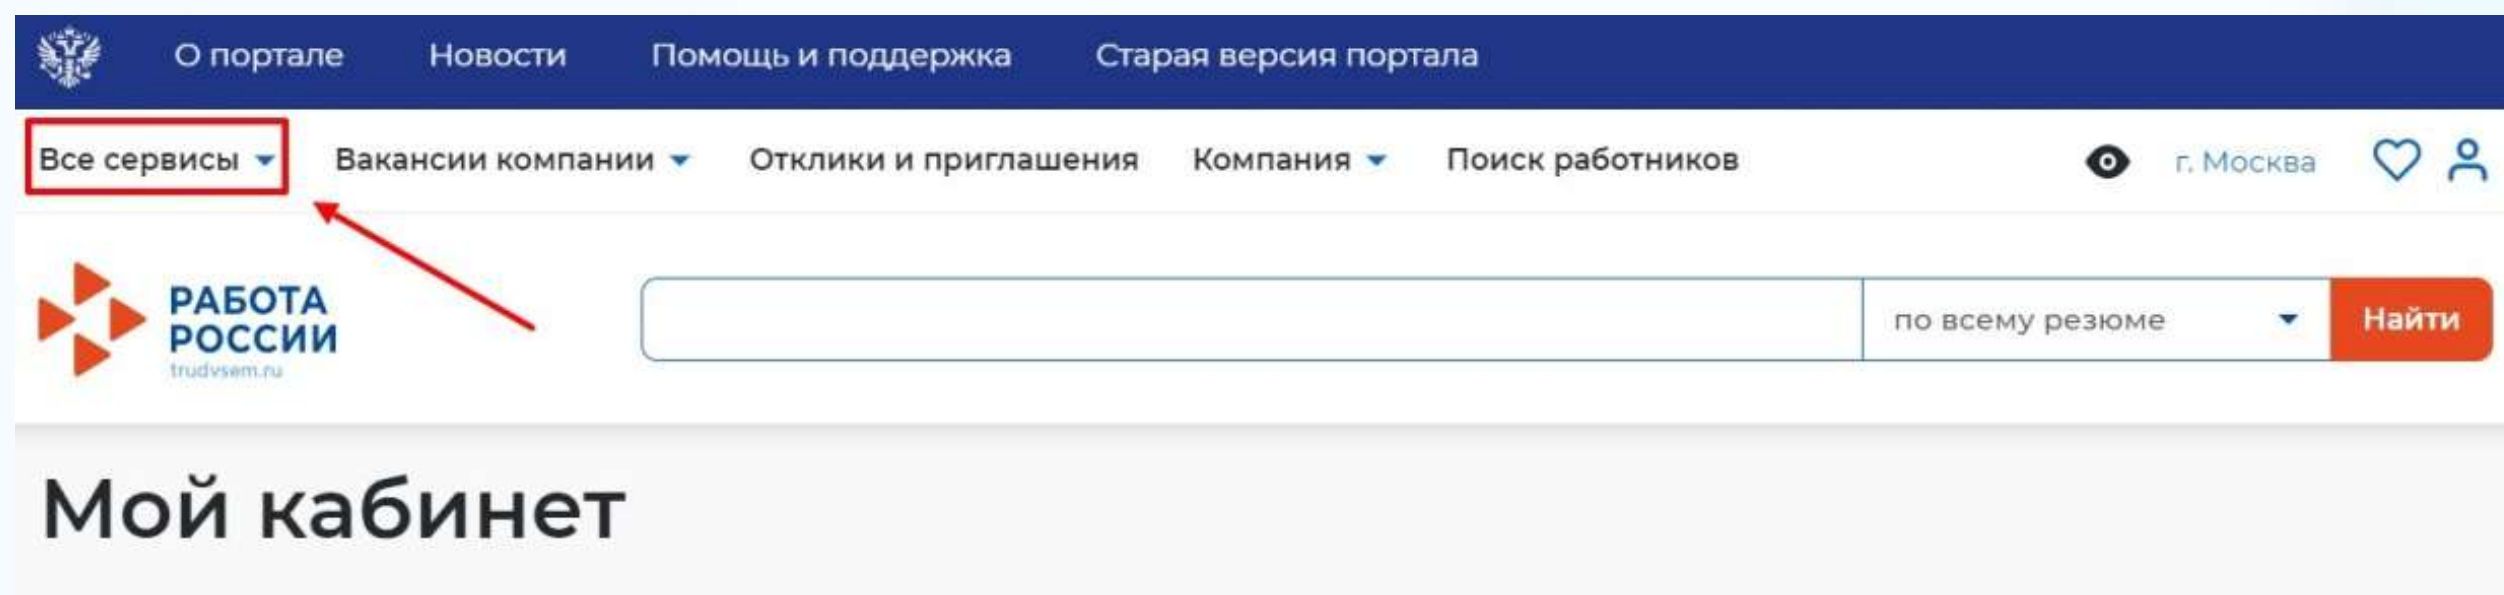 О портале Новости Помощь и поддержка Старая версия портала
Все сервисы Вакансии компании Отклики и приглашения Компания Поиск работников г. Москва
РАБОТА
РОССИИ
trudvsem.ru
по всему резюме Найти
Мой кабинет